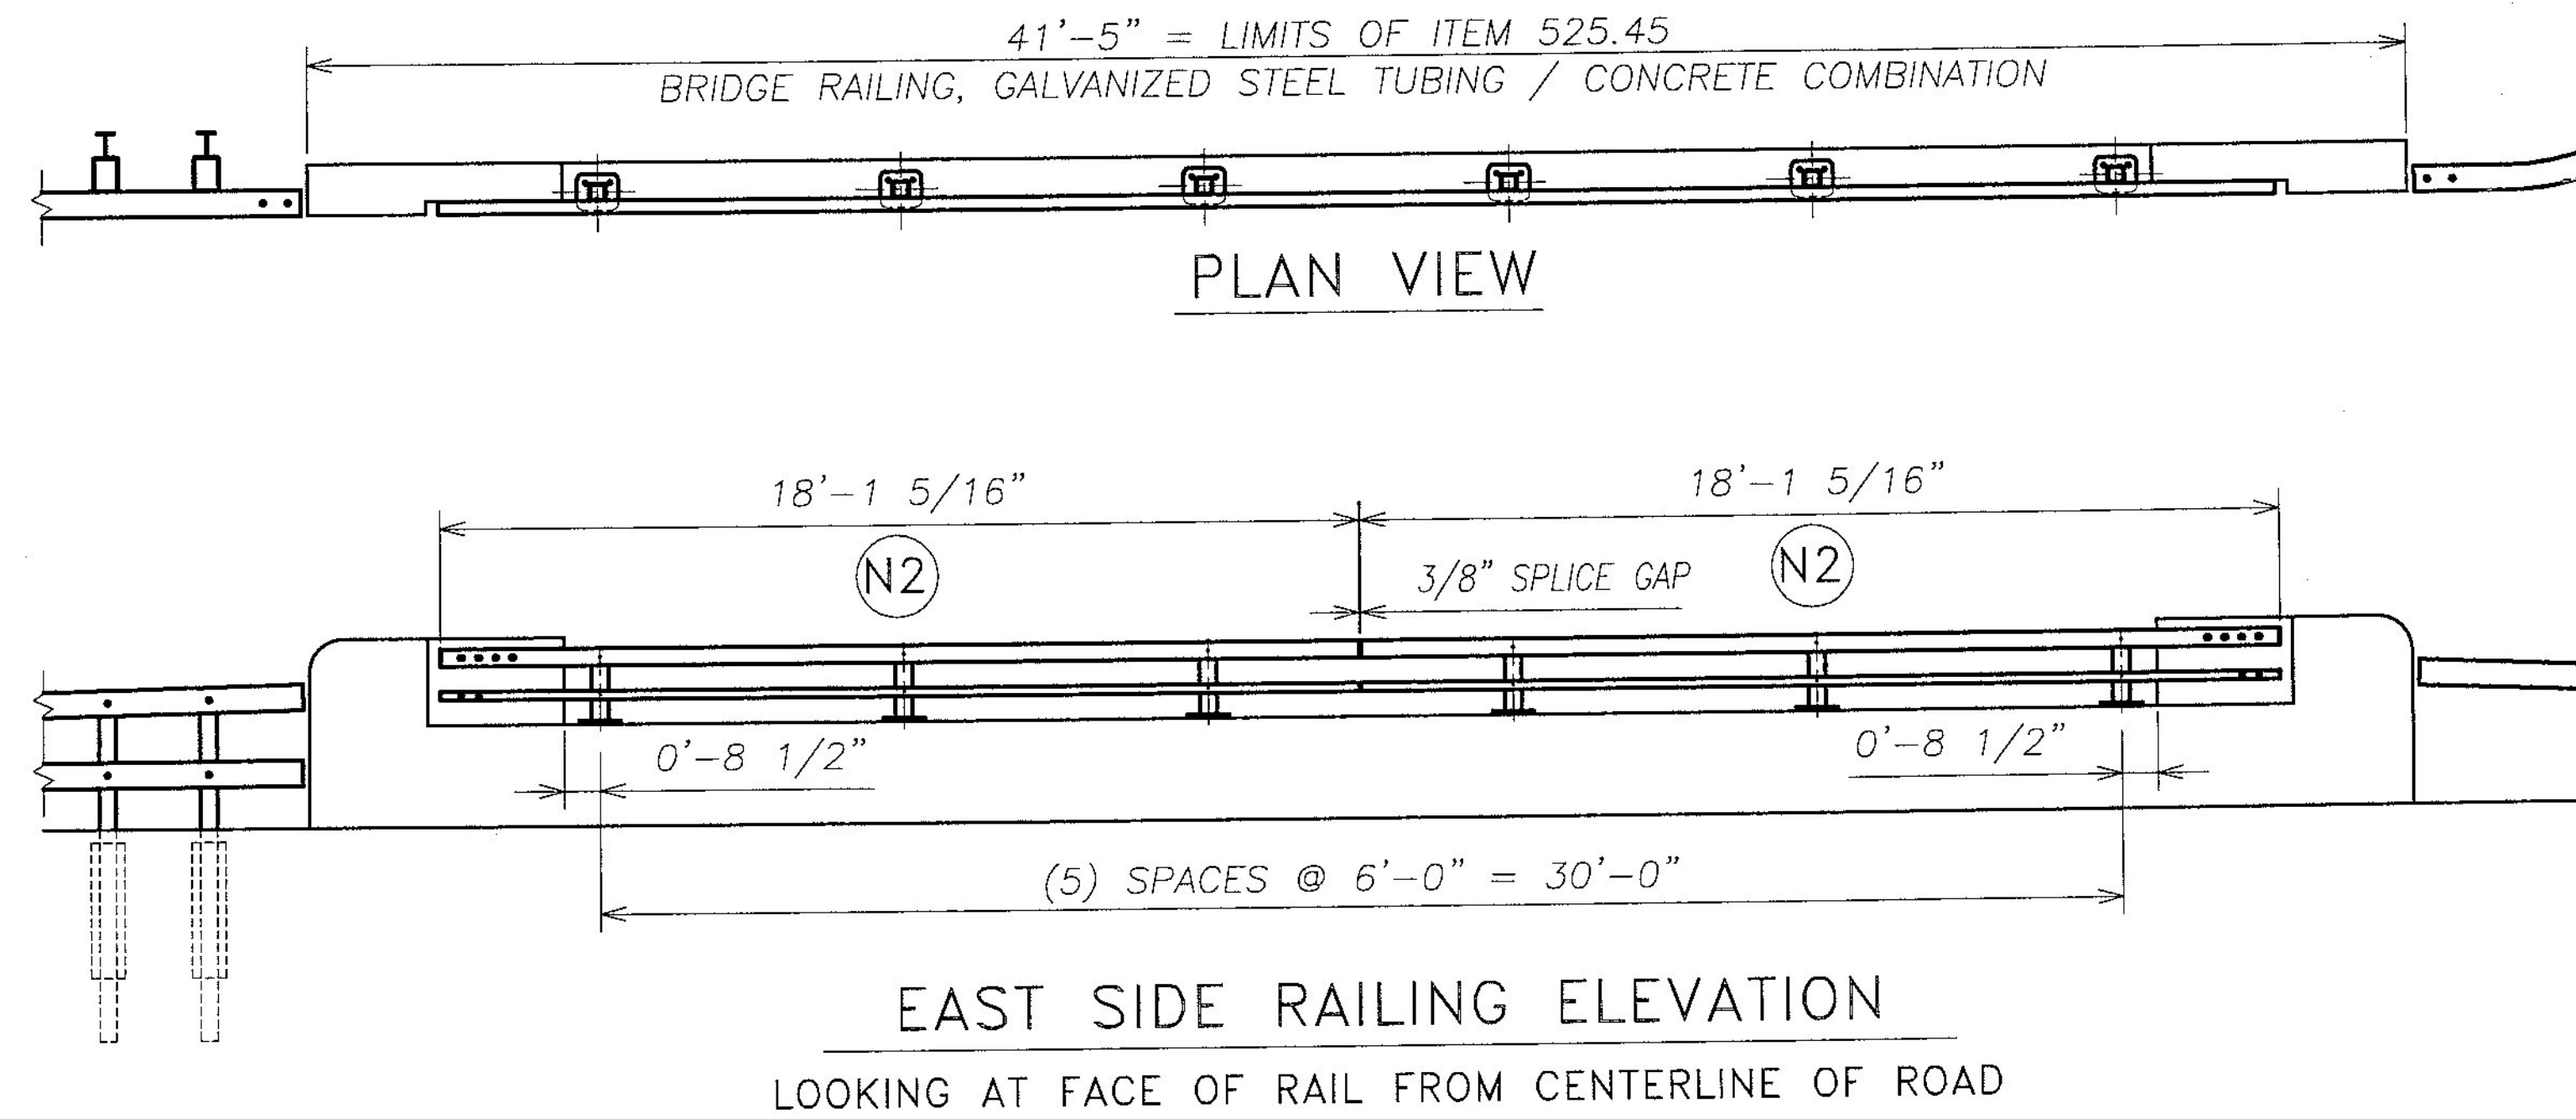 41'-5" = LIMITS OF ITEM 525.45
BRIDGE RAILING, GALVANIZED STEEL TUBING / CONCRETE COMBINATION
PLAN VIEW
18'-1 5/16"
18'-1 5/16"
N2
3/8" SPLICE GAP
N2
0'-8 1/2"
0'-8 1/2"
(5) SPACES @ 6'-0" = 30'-0"
EAST SIDE RAILING ELEVATION
LOOKING AT FACE OF RAIL FROM CENTERLINE OF ROAD